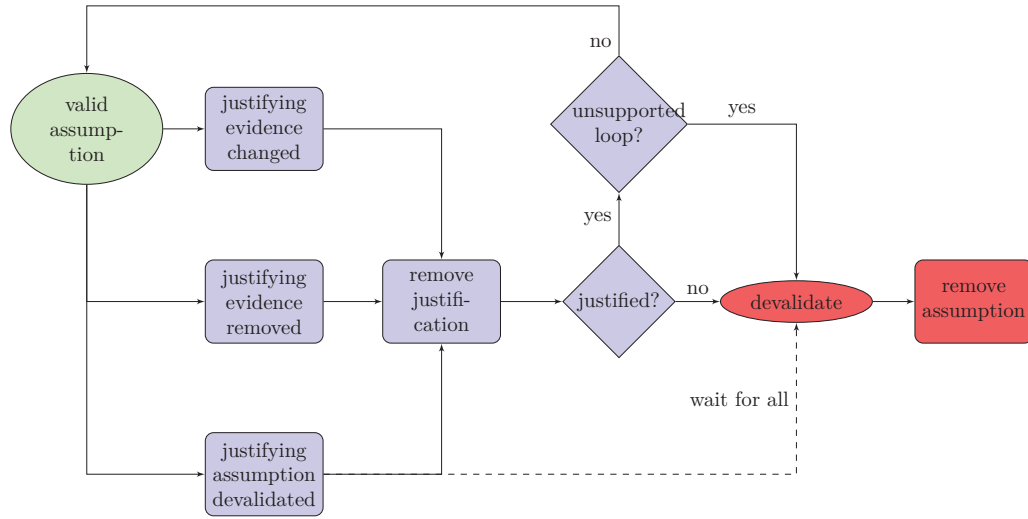 no
valid
assump-
tion
justifying
evidence
changed
unsupported
loop?
yes
yes
justifying
evidence
removed
remove
justifi-
cation
justified?
no
devalidate
remove
assumption
wait for all
justifying
assumption
devalidated